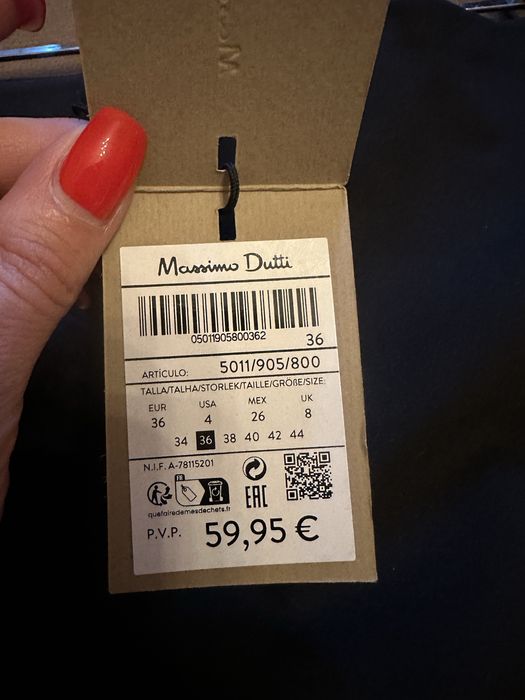 Massimo Dutti
05011905800362
36
ARTÍCULO: 5011/905/800
TALLA/TALHA/STORLEK/TAILLE/GRÖßE/SIZE:
EUR USA MEX UK
36 4 26 8
34 36 38 40 42 44
N.I.F. A-78115201
FR
quefairedemesdechets.fr
EAC
P.V.P. 59,95 €